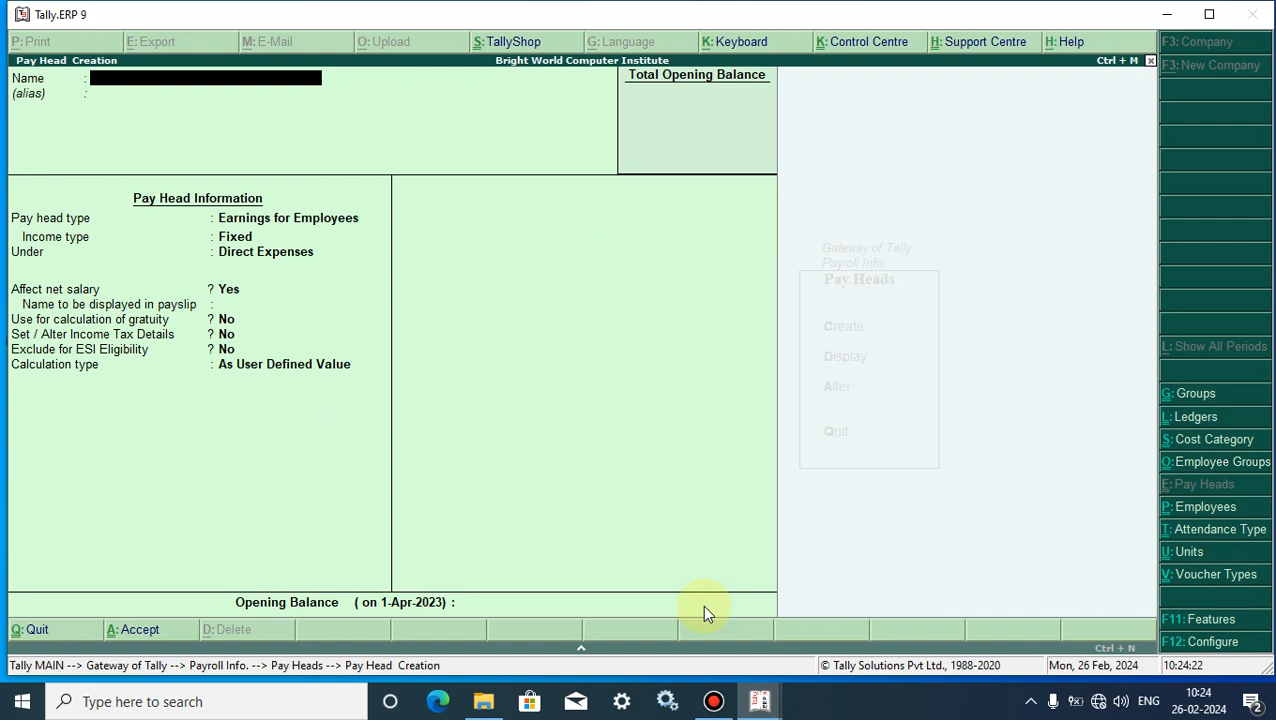 Tally.ERP 9
P: Print E: Export M: E-Mail O: Upload S: TallyShop G: Language K: Keyboard K: Control Centre H: Support Centre H: Help
F3: Company
Pay Head Creation Bright World Computer Institute Ctrl + M
F3: New Company
Name :
(alias) :
Total Opening Balance
Pay Head Information
Pay head type : Earnings for Employees
Income type : Fixed
Under : Direct Expenses
Affect net salary ? Yes
Name to be displayed in payslip :
Use for calculation of gratuity ? No
Set / Alter Income Tax Details ? No
Exclude for ESI Eligibility ? No
Calculation type : As User Defined Value
Gateway of Tally
Payroll Info.
Pay Heads
Create
Display
Alter
Quit
L: Show All Periods
G: Groups
L: Ledgers
S: Cost Category
O: Employee Groups
E: Pay Heads
P: Employees
T: Attendance Type
U: Units
V: Voucher Types
F11: Features
F12: Configure
Opening Balance ( on 1-Apr-2023) :
Q: Quit A: Accept D: Delete
Ctrl + N
Tally MAIN --> Gateway of Tally --> Payroll Info. --> Pay Heads --> Pay Head Creation © Tally Solutions Pvt Ltd., 1988-2020 Mon, 26 Feb, 2024 10:24:22
Type here to search
ENG
10:24
26-02-2024
2